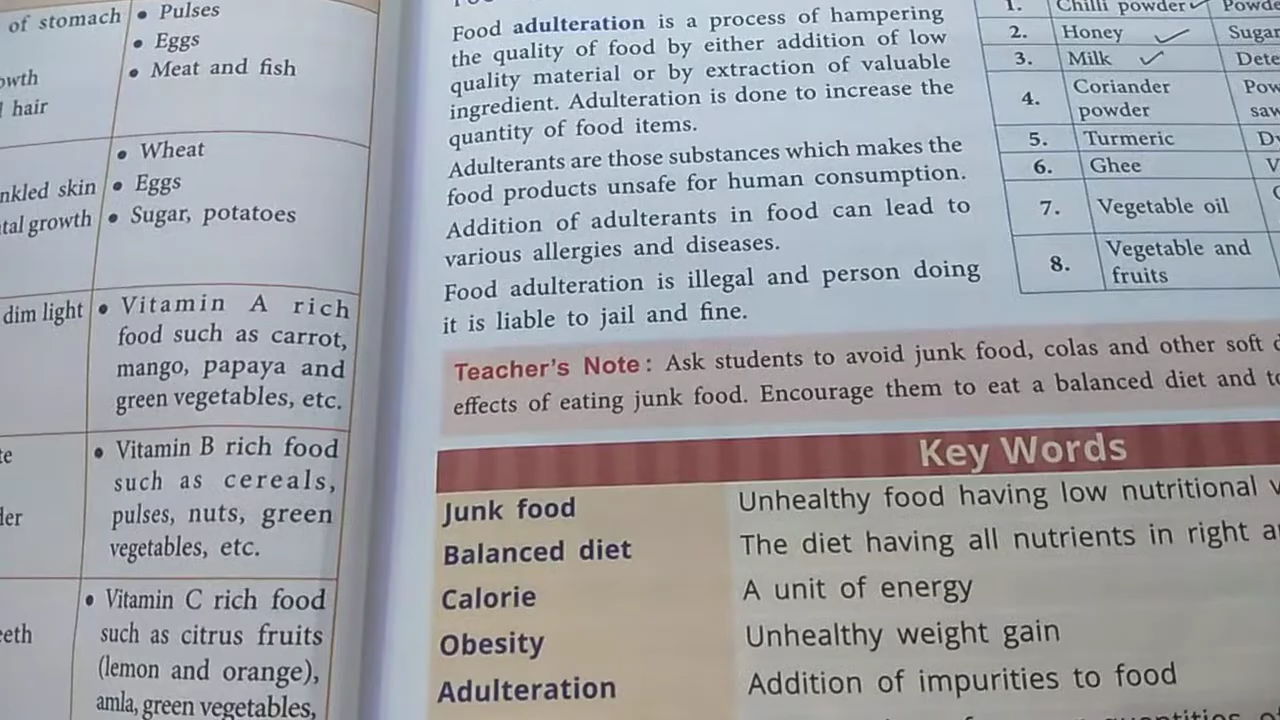 of stomach
• Pulses
• Eggs
• Meat and fish
hair
• Wheat
• Eggs
• Sugar, potatoes
skin
growth
dim light
• Vitamin A rich
food such as carrot,
mango, papaya and
green vegetables, etc.
• Vitamin B rich food
such as cereals,
pulses, nuts, green
vegetables, etc.
• Vitamin C rich food
such as citrus fruits
(lemon and orange),
amla, green vegetables,
Food adulteration is a process of hampering
the quality of food by either addition of low
quality material or by extraction of valuable
ingredient. Adulteration is done to increase the
quantity of food items.
Adulterants are those substances which makes the
food products unsafe for human consumption.
Addition of adulterants in food can lead to
various allergies and diseases.
Food adulteration is illegal and person doing
it is liable to jail and fine.
1. Chilli powder
2. Honey Sugar
3. Milk
4. Coriander
powder
5. Turmeric
6. Ghee
7. Vegetable oil
8. Vegetable and
fruits
Teacher's Note : Ask students to avoid junk food, colas and other soft
effects of eating junk food. Encourage them to eat a balanced diet and
Key Words
Junk food Unhealthy food having low nutritional
Balanced diet The diet having all nutrients in right
Calorie A unit of energy
Obesity Unhealthy weight gain
Adulteration Addition of impurities to food